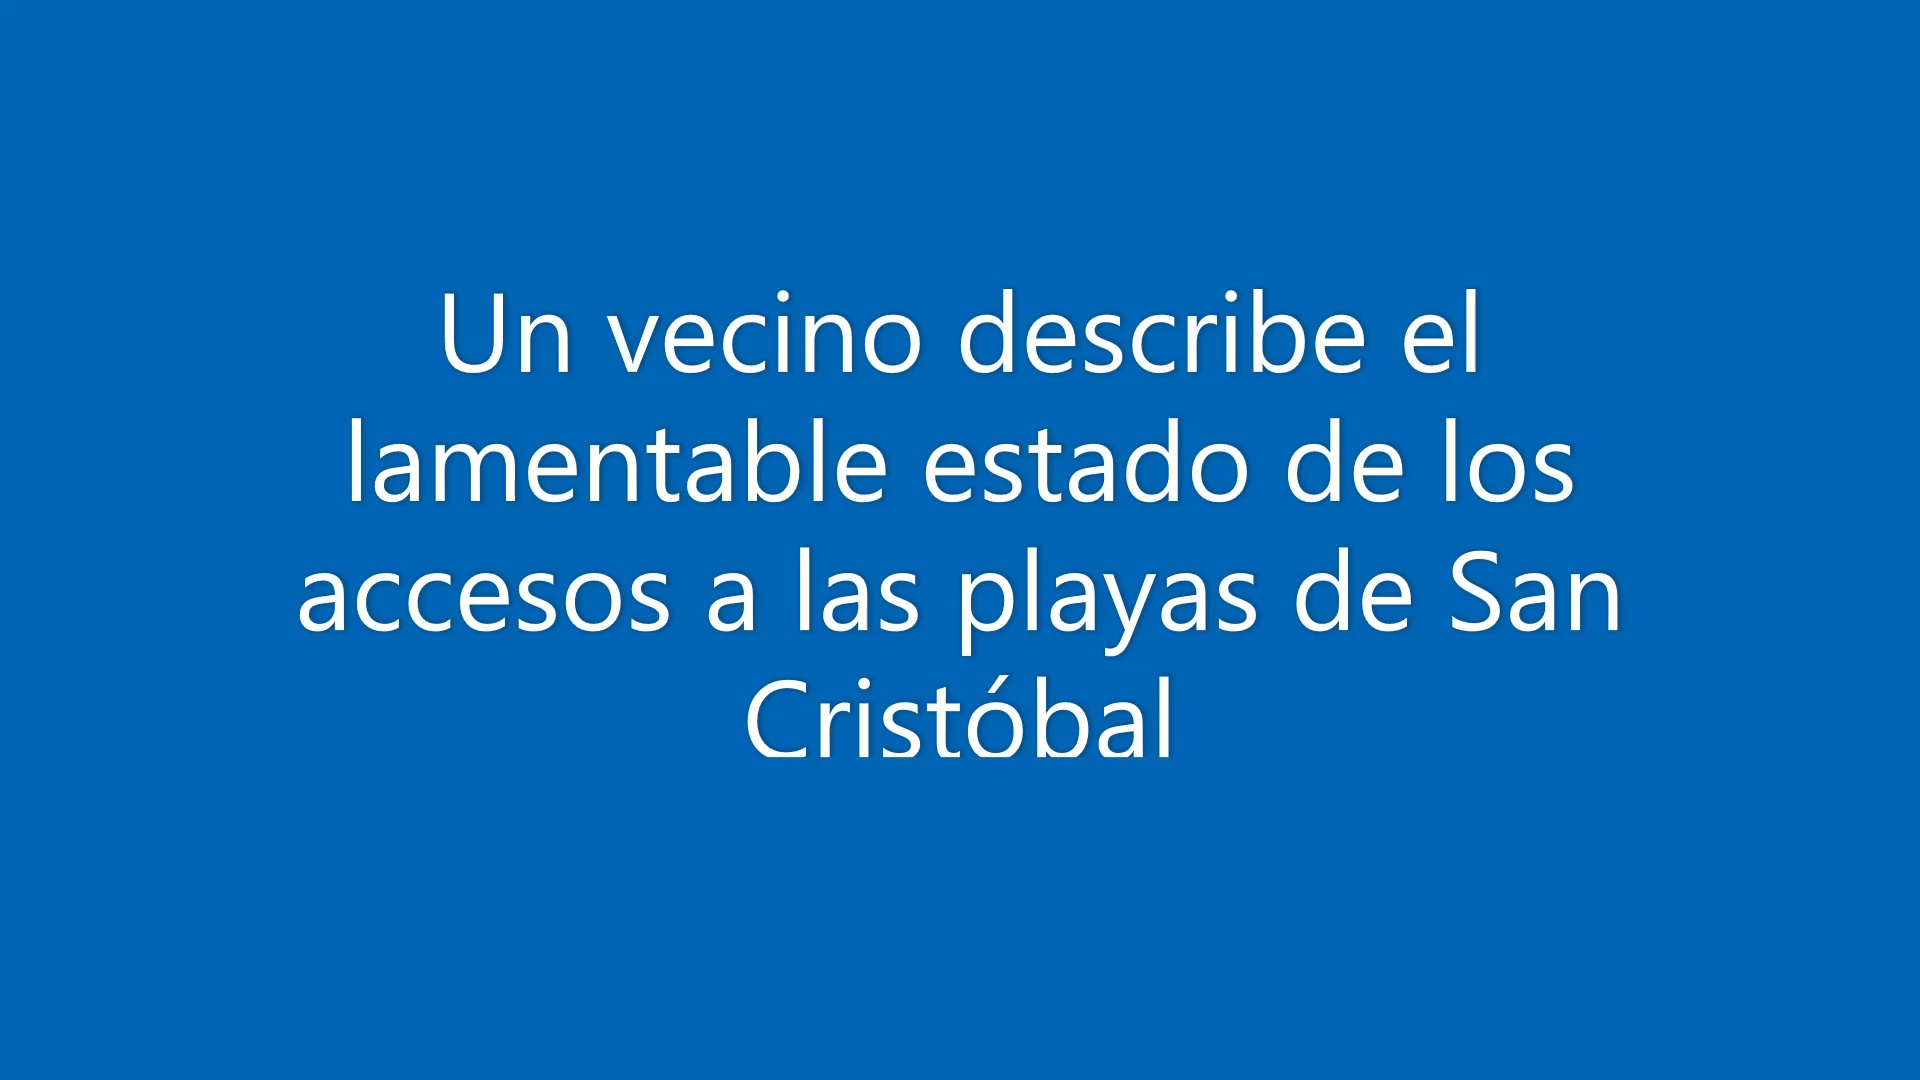 Un vecino describe el
lamentable estado de los
accesos a las playas de San
Cristóbal